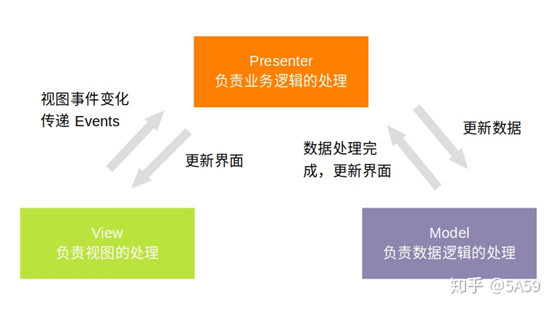 Presenter
负责业务逻辑的处理
视图事件变化
传递 Events
更新界面
数据处理完
成，更新界面
更新数据
View
负责视图的处理
Model
负责数据逻辑的处理
知乎 @5A59